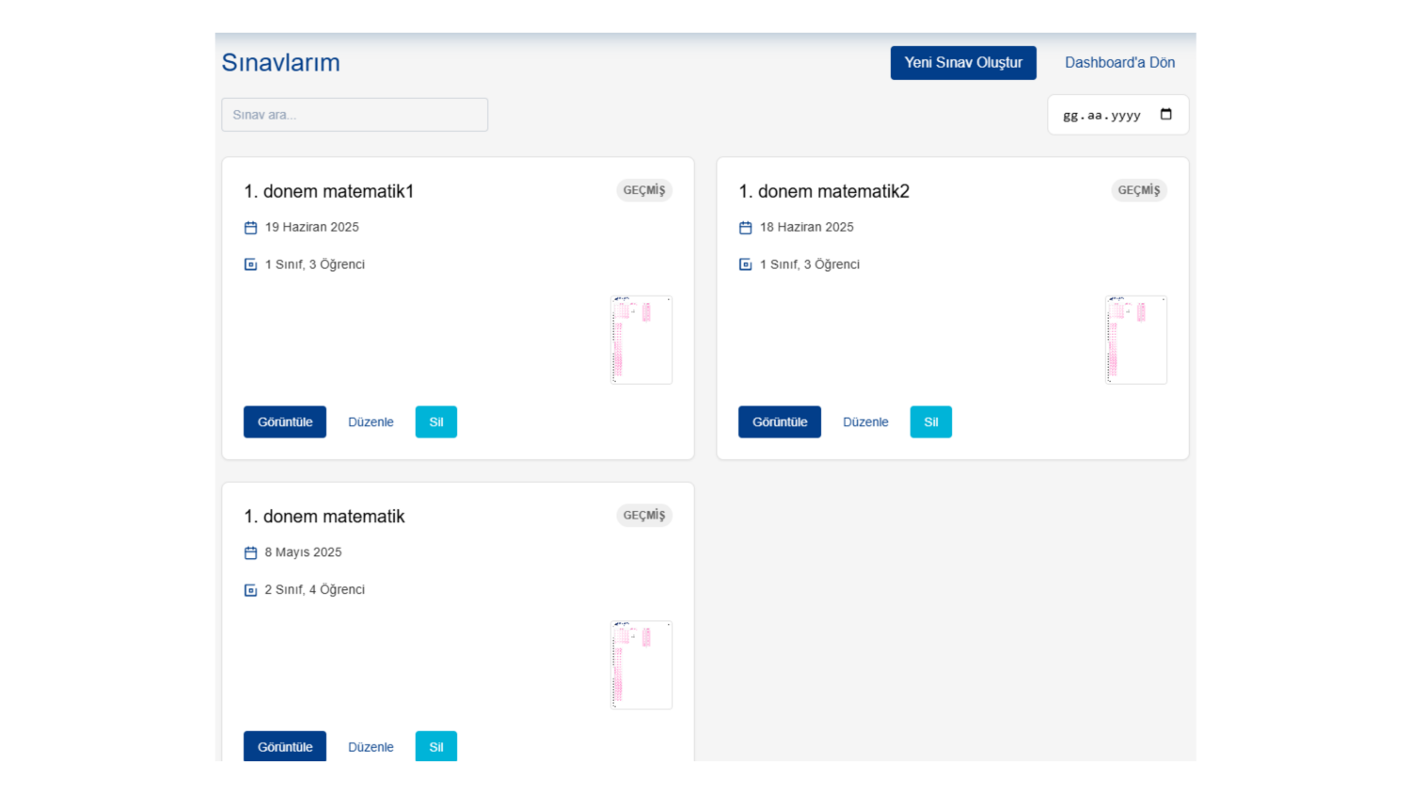 Sınavlarım
Yeni Sınav Oluştur
Dashboard'a Dön
Sınav ara...
gg.aa.yyyy
1. donem matematik1
GEÇMİŞ
19 Haziran 2025
1 Sınıf, 3 Öğrenci
Görüntüle
Düzenle
Sil
1. donem matematik2
GEÇMİŞ
18 Haziran 2025
1 Sınıf, 3 Öğrenci
Görüntüle
Düzenle
Sil
1. donem matematik
GEÇMİŞ
8 Mayıs 2025
2 Sınıf, 4 Öğrenci
Görüntüle
Düzenle
Sil